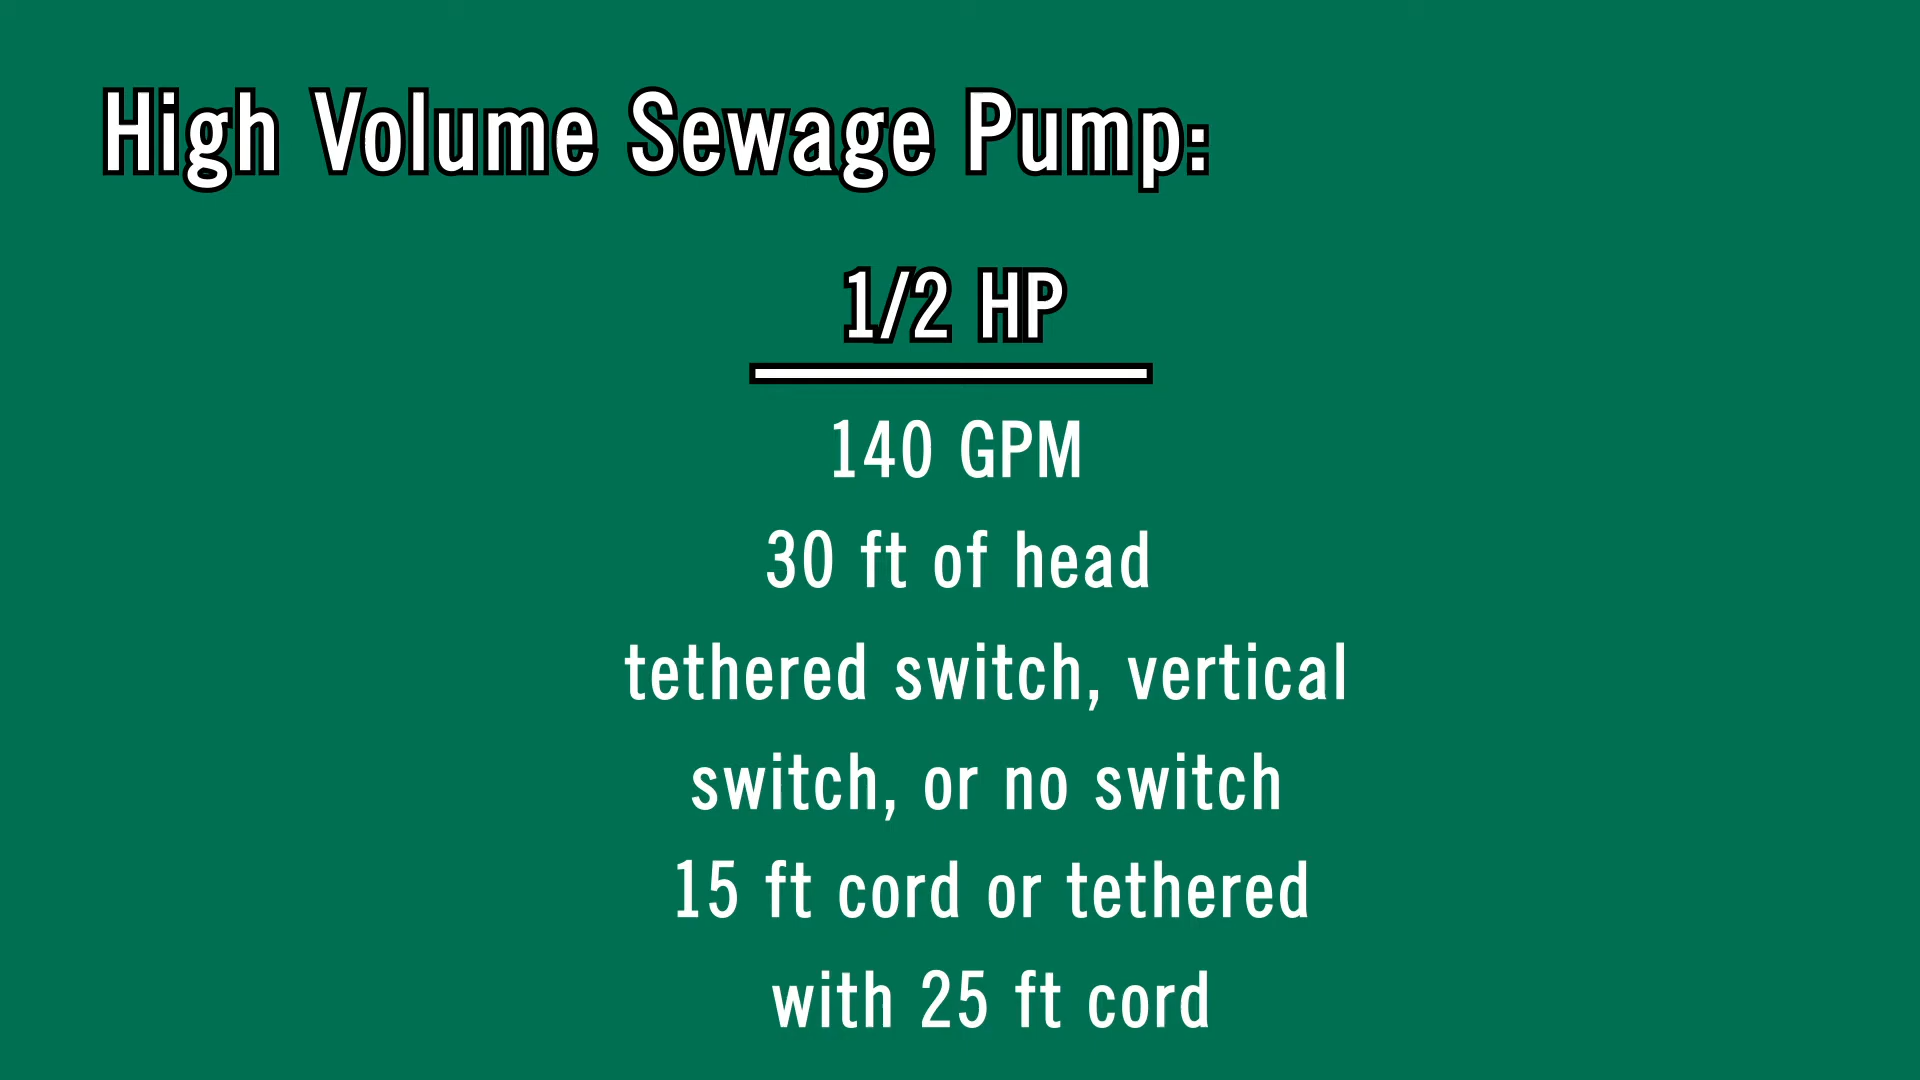 High Volume Sewage Pump:
1/2 HP
140 GPM
30 ft of head
tethered switch, vertical
switch, or no switch
15 ft cord or tethered
with 25 ft cord